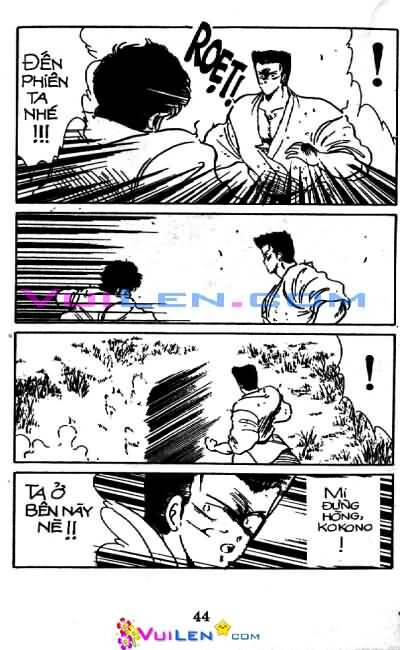 ĐẾN
PHIÊN
TA
NHÉ
!!!
ROẸT!!
!
VUILEN.COM
!
TA Ở
BÊN NÀY
NÈ!!
MI
ĐỪNG
HÒNG,
KOKONO
!
44
VUILEN.COM